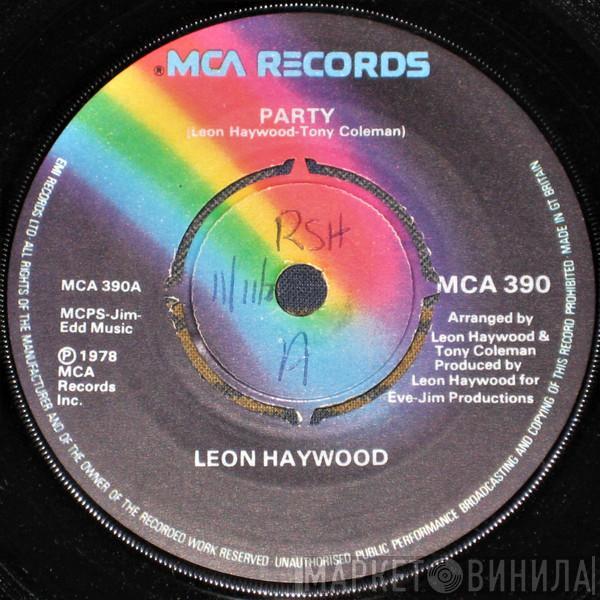 ®MCA RECORDS
PARTY
(Leon Haywood-Tony Coleman)
RSH
11/11/
A
MCA 390A
MCPS-Jim-
Edd Music
Ⓟ 1978
MCA
Records
Inc.
MCA 390
Arranged by
Leon Haywood &
Tony Coleman
Produced by
Leon Haywood for
Eve-Jim Productions
LEON HAYWOOD
EMI RECORDS LTD ALL RIGHTS OF THE MANUFACTURER AND OF THE OWNER OF THE RECORDED WORK RESERVED · UNAUTHORISED PUBLIC PERFORMANCE BROADCASTING AND COPYING OF THIS RECORD PROHIBITED · MADE IN GT BRITAIN
МАРКЕТ ВИНИЛА!